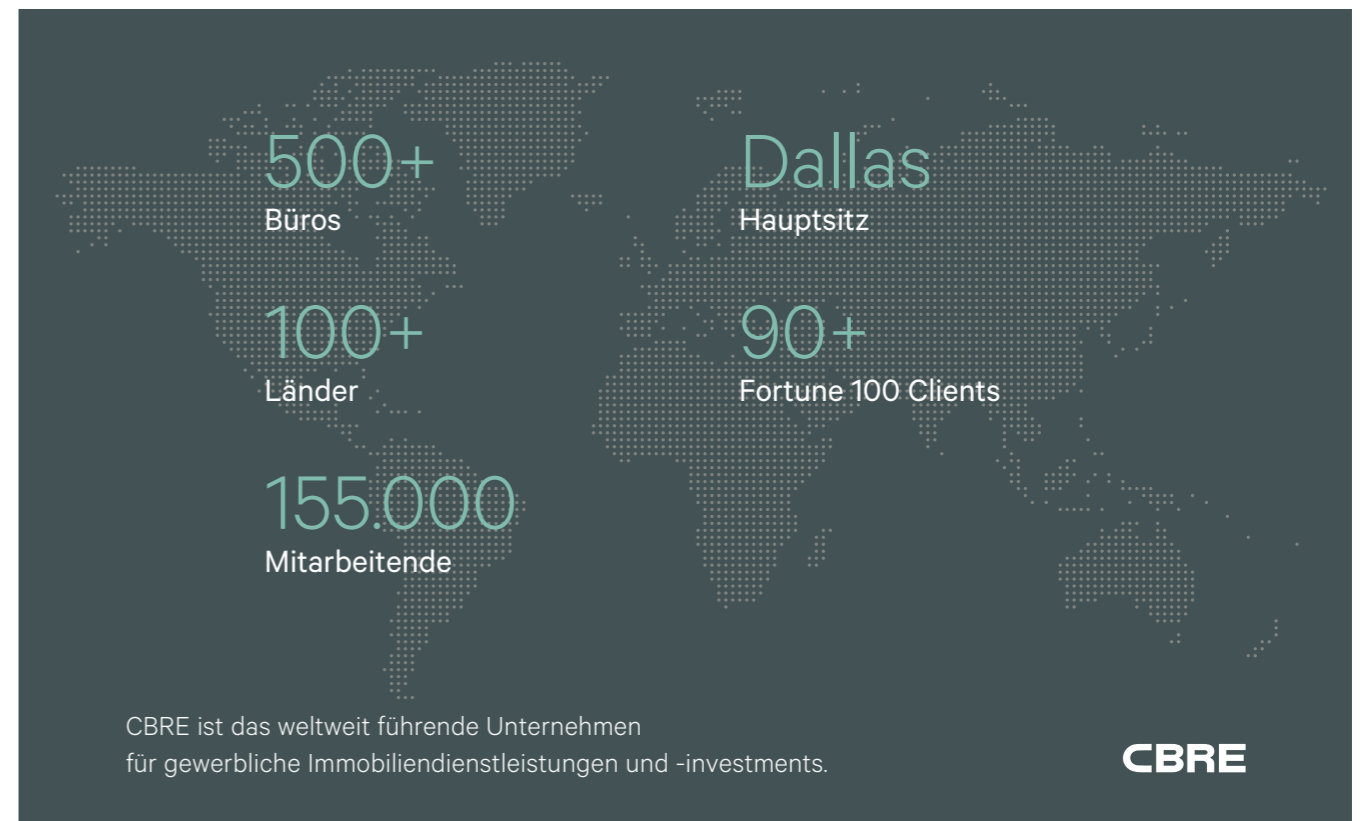 500+
Büros
Dallas
Hauptsitz
100+
Länder
90+
Fortune 100 Clients
155.000
Mitarbeitende
CBRE ist das weltweit führende Unternehmen
für gewerbliche Immobiliendienstleistungen und -investments.
CBRE